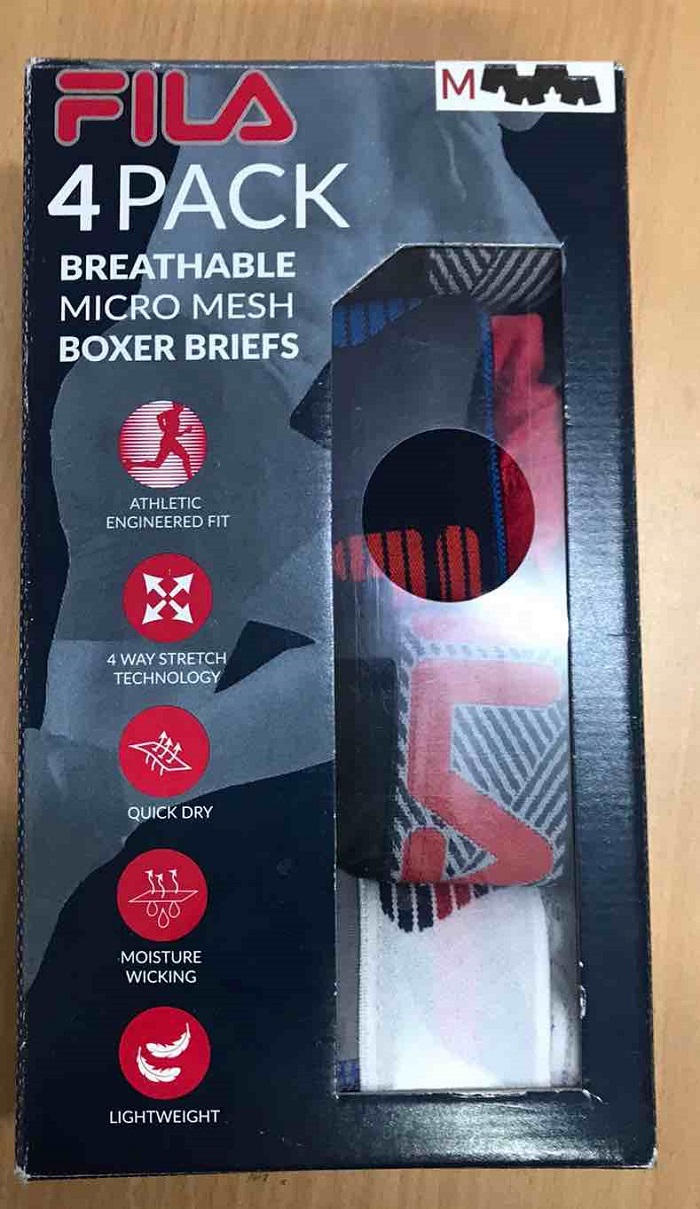 FILA
M
4 PACK
BREATHABLE
MICRO MESH
BOXER BRIEFS
ATHLETIC
ENGINEERED FIT
4 WAY STRETCH
TECHNOLOGY
QUICK DRY
MOISTURE
WICKING
LIGHTWEIGHT